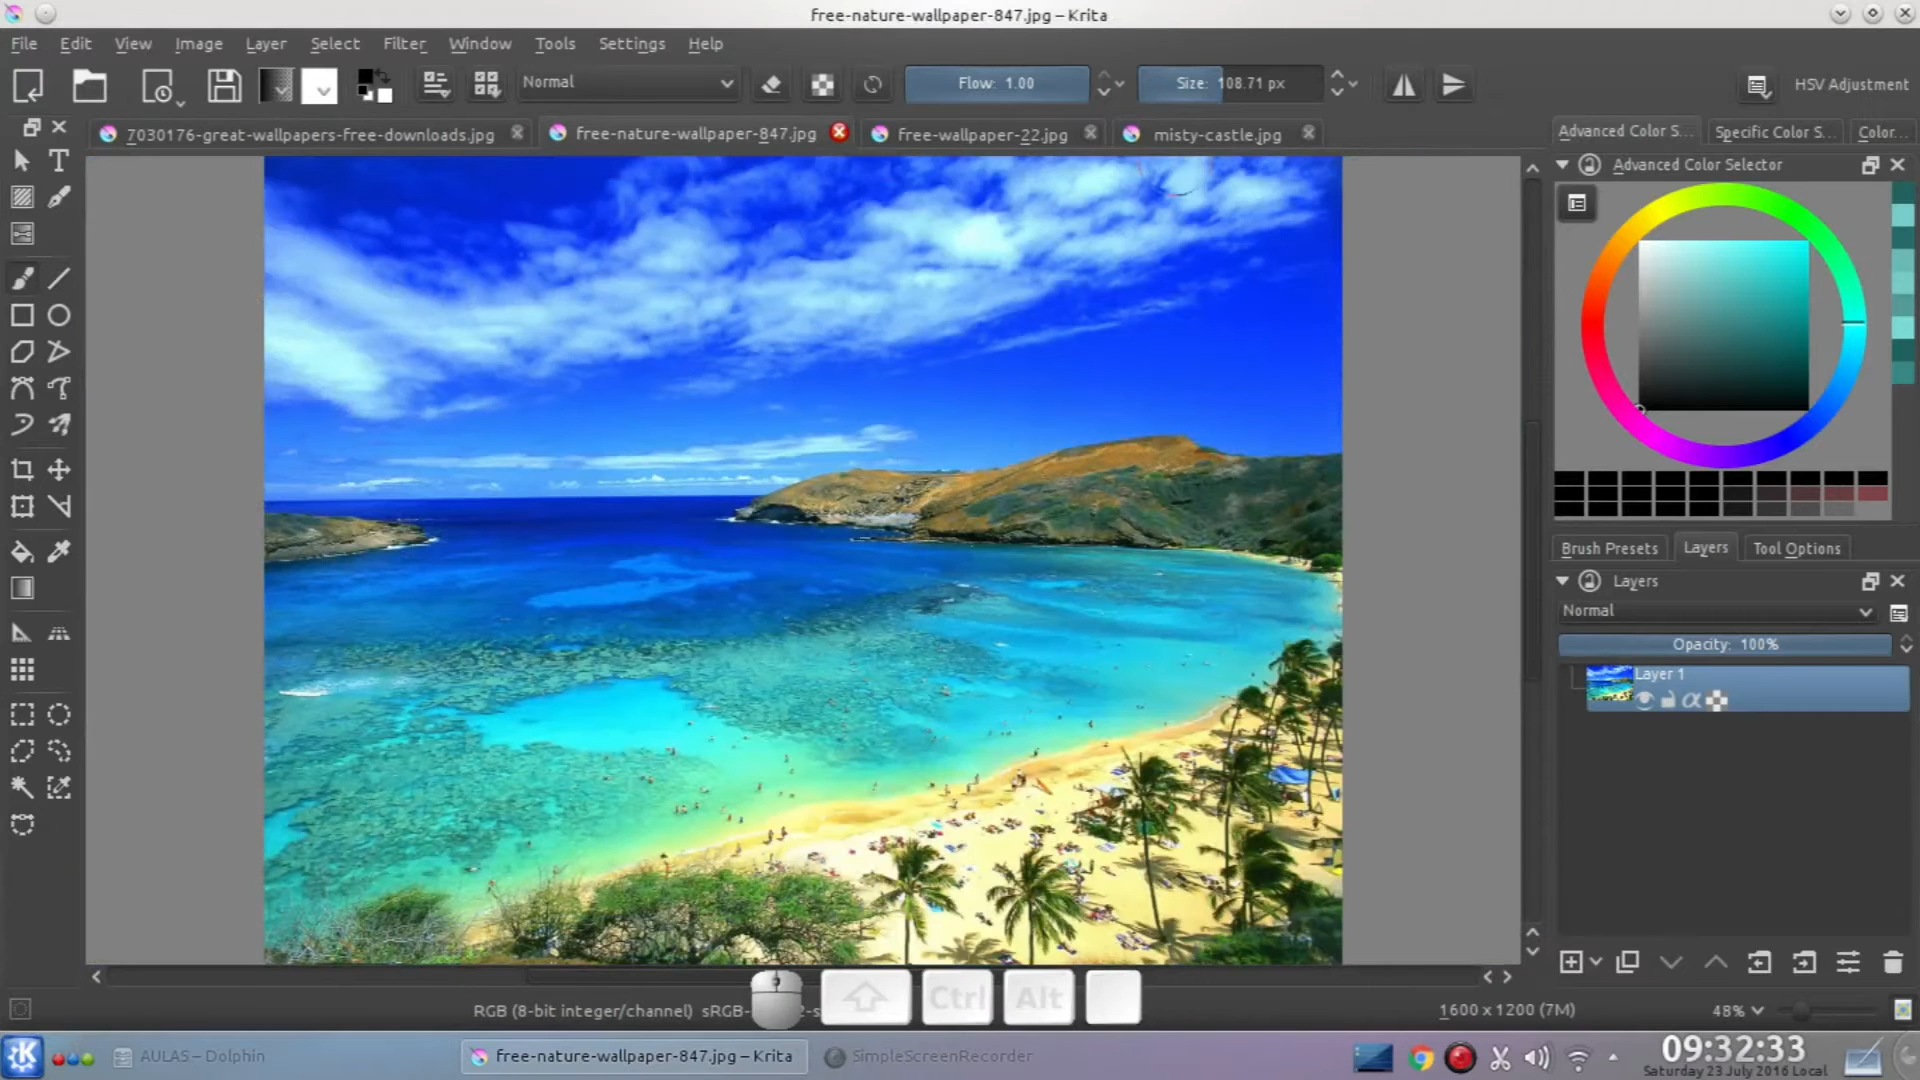 free-nature-wallpaper-847.jpg – Krita
File Edit View Image Layer Select Filter Query Window Tools Settings Help
Normal Flow: 1.00 Size: 108.71 px HSV Adjustment
7030176-great-wallpapers-free-downloads.jpg free-nature-wallpaper-847.jpg free-wallpaper-22.jpg misty-castle.jpg
Advanced Color S... Specific Color S... Color...
Advanced Color Selector
Brush Presets Layers Tool Options
Layers
Normal
Opacity: 100%
Layer 1
Ctrl Alt
RGB (8-bit integer/channel) sRGB- 1600 x 1200 (7M) 48%
AULAS – Dolphin free-nature-wallpaper-847.jpg – Krita SimpleScreenRecorder 09:32:33
Saturday 23 July 2016 Local